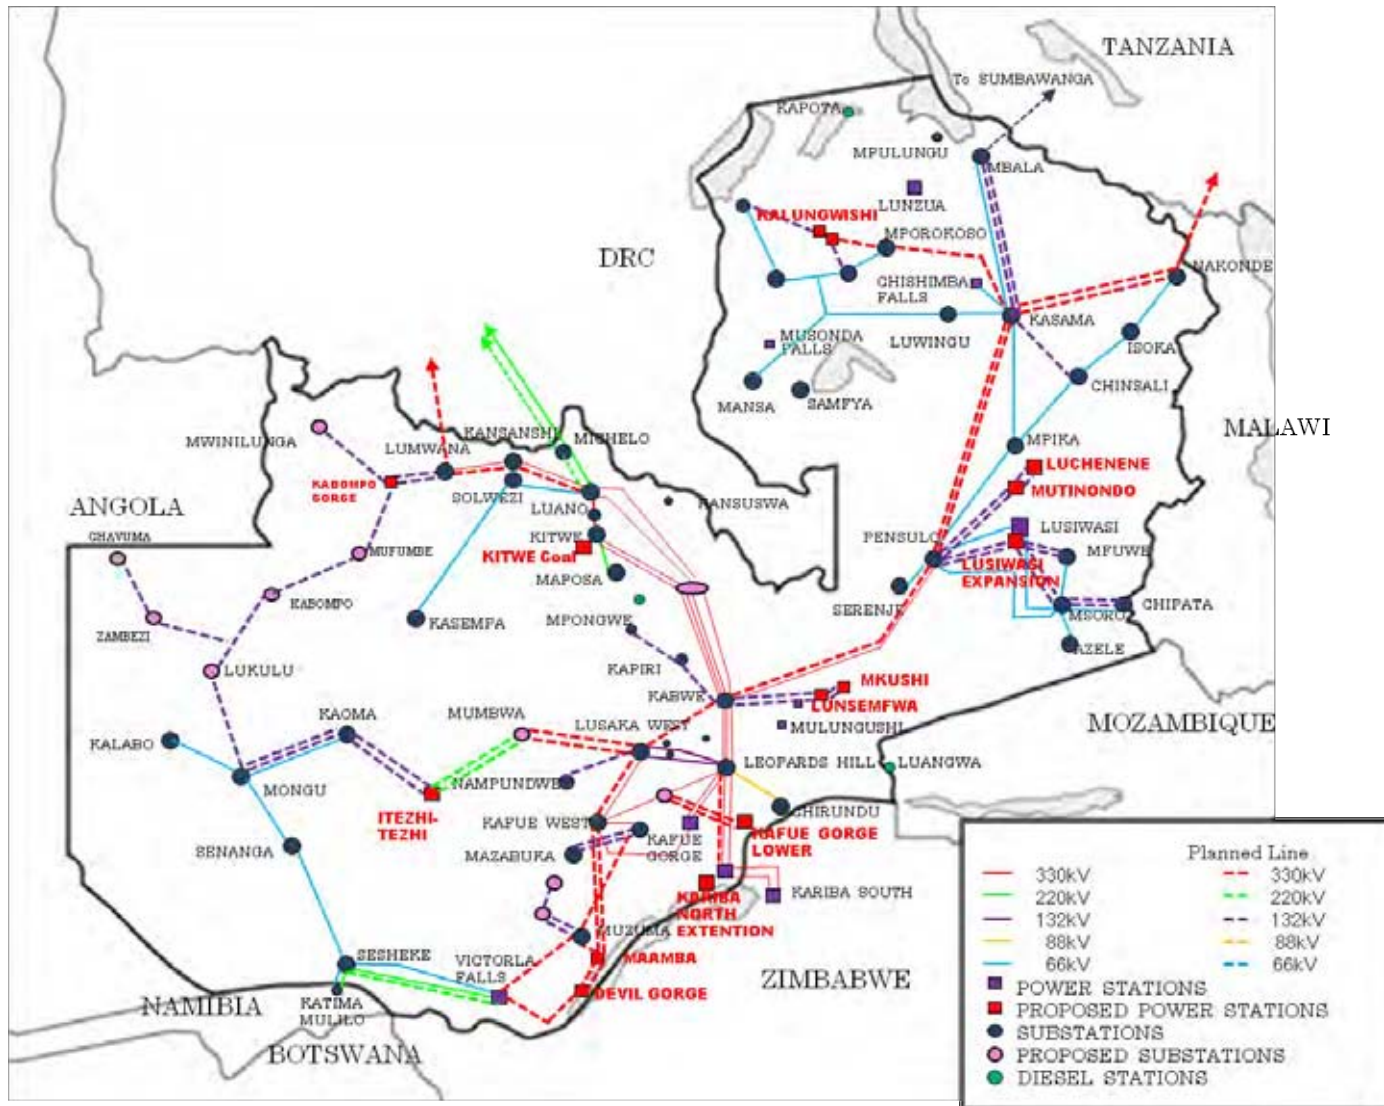 TANZANIA
To SUMBAWANGA
KAPOTA
MPULUNGU
MBALA
LUNZUA
KALUNGWISHI
MPOROKOSO
DRC
NAKONDE
CHISHIMBA
FALLS
KASAMA
MUSONDA
FALLS
LUWINGU
ISOKA
CHINSALI
MANSA
SAMFYA
MALAWI
MPIKA
KANSANSHI
MICHELO
MWINILUNGA
LUMWANA
LUCHENENE
KABOMPO
GORGE
SOLWEZI
MUTINONDO
ANGOLA
LUANO
KANSUSWA
LUSIWASI
CHAVUMA
KITWE
PENSULO
MUFUMBE
KITWE Coal
MFUWE
LUSIWASI
EXPANSION
MAPOSA
KABOMPO
SERENJE
CHIPATA
MSORO
ZAMBEZI
KASEMPA
MPONGWE
AZELE
LUKULU
KAPIRI
MKUSHI
KABWE
LUNSEMFWA
KAOMA
MUMBWA
LUSAKA WEST
MULUNGUSHI
MOZAMBIQUE
KALABO
LEOPARDS HILL
LUANGWA
MONGU
NAMPUNDWE
ITEZHI-
TEZHI
CHIRUNDU
KAFUE WEST
KAFUE
GORGE
KAFUE GORGE
LOWER
SENANGA
MAZABUKA
KARIBA SOUTH
KARIBA
NORTH
EXTENTION
MUZUMA
SESHEKE
VICTORLA
FALLS
MAAMBA
ZIMBABWE
DEVIL GORGE
NAMIBIA
KATIMA
MULILO
BOTSWANA
Planned Line
330kV 330kV
220kV 220kV
132kV 132kV
88kV 88kV
66kV 66kV
POWER STATIONS
PROPOSED POWER STATIONS
SUBSTATIONS
PROPOSED SUBSTATIONS
DIESEL STATIONS